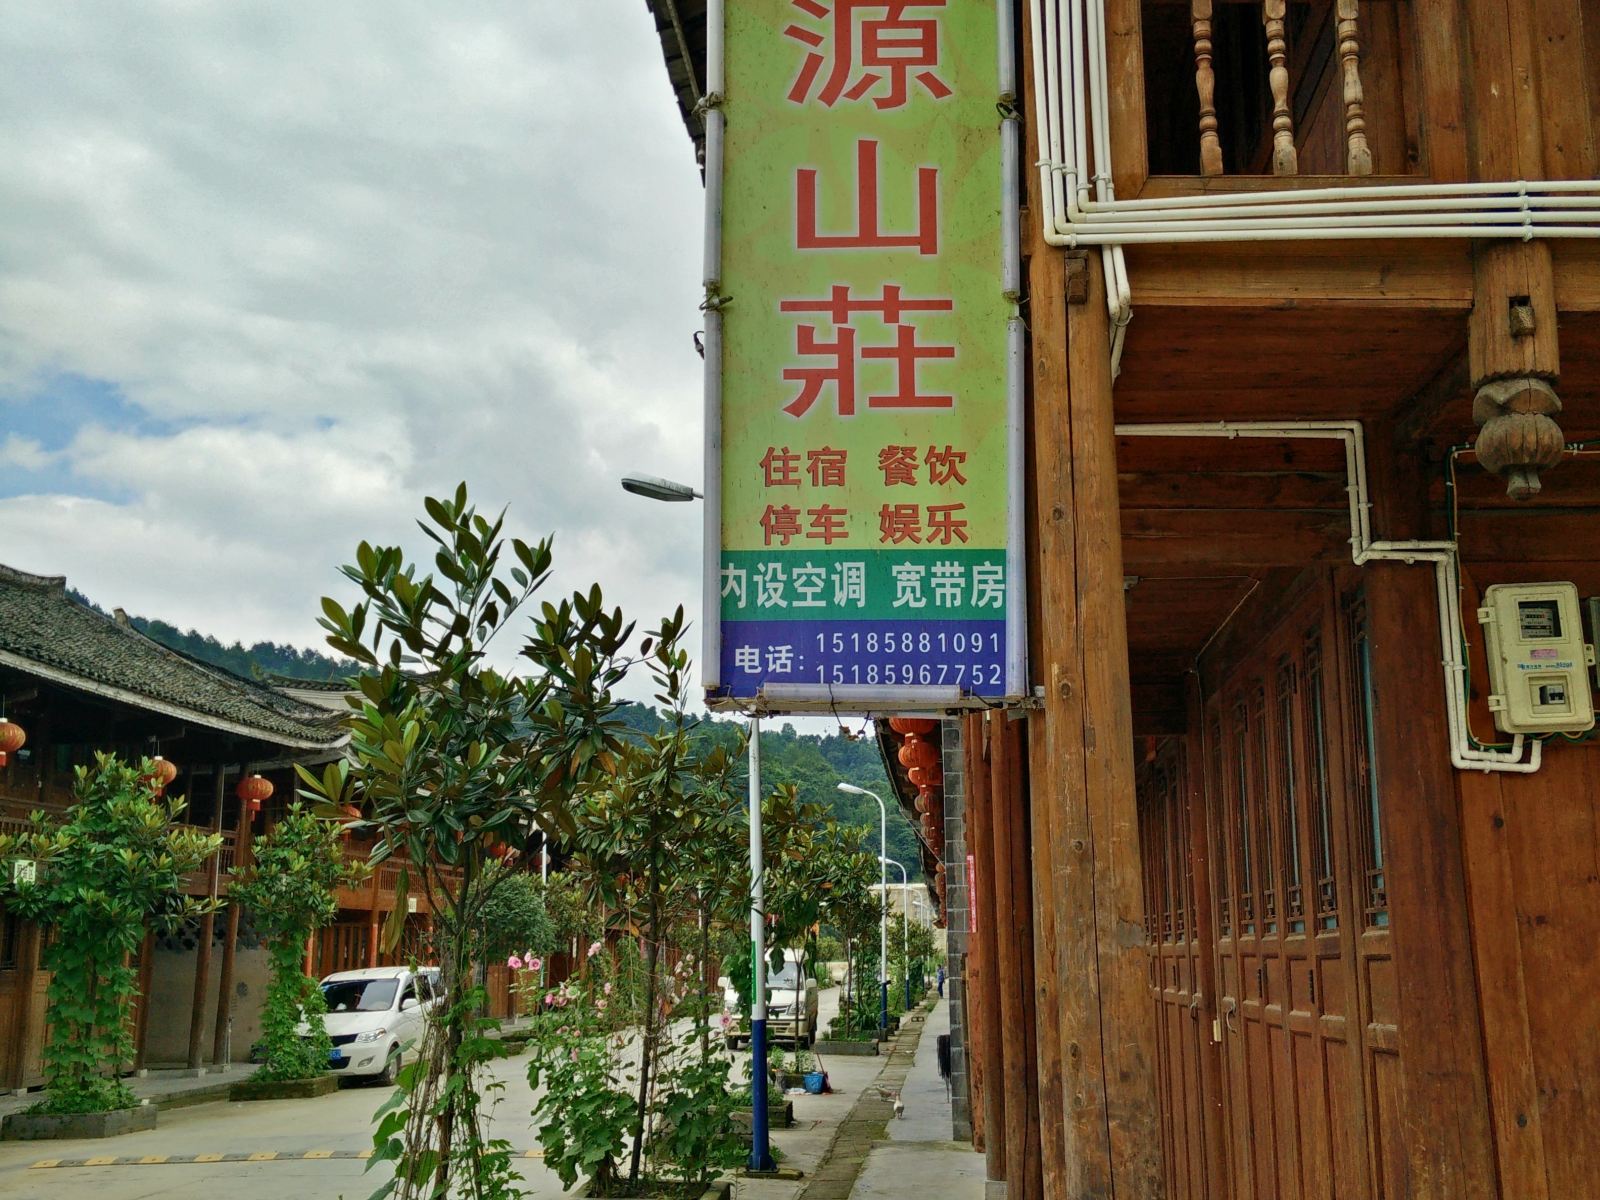 源
山
莊
住宿 餐饮
停车 娱乐
内设空调 宽带房
电话: 15185881091
15185967752